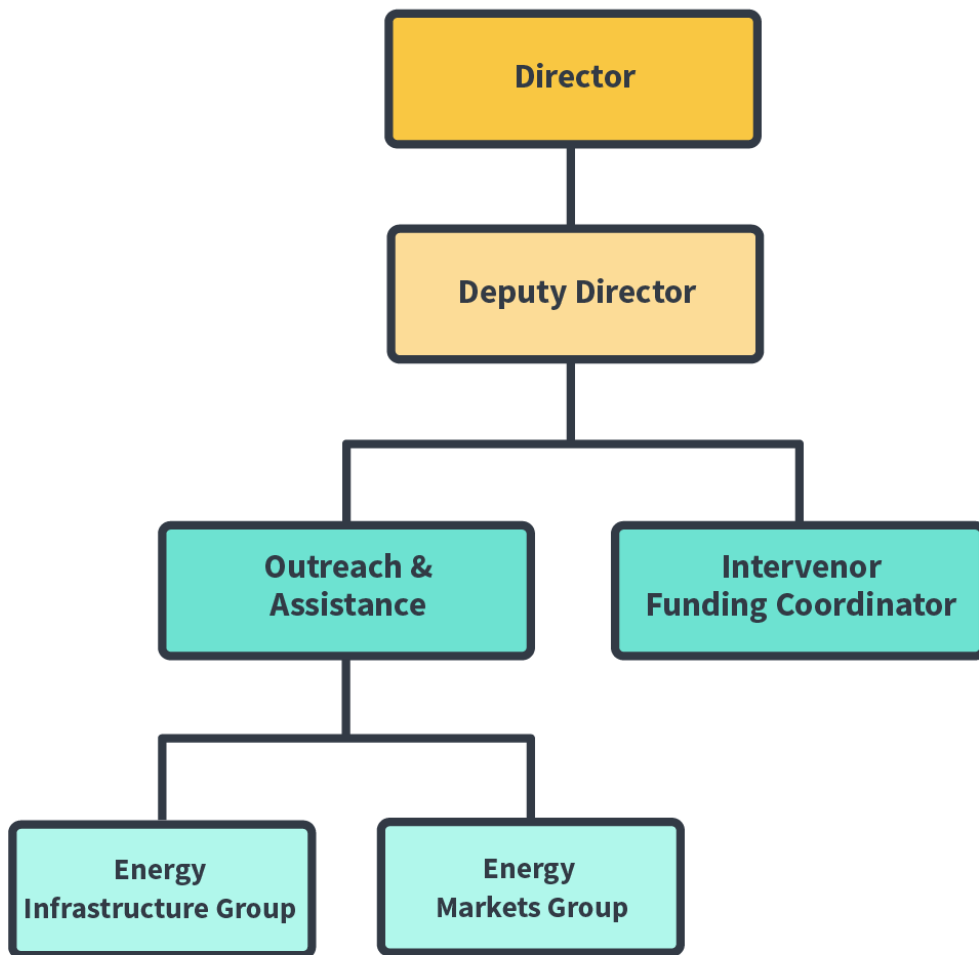 Director
Deputy Director
Outreach &
Assistance
Intervenor
Funding Coordinator
Energy
Infrastructure Group
Energy
Markets Group